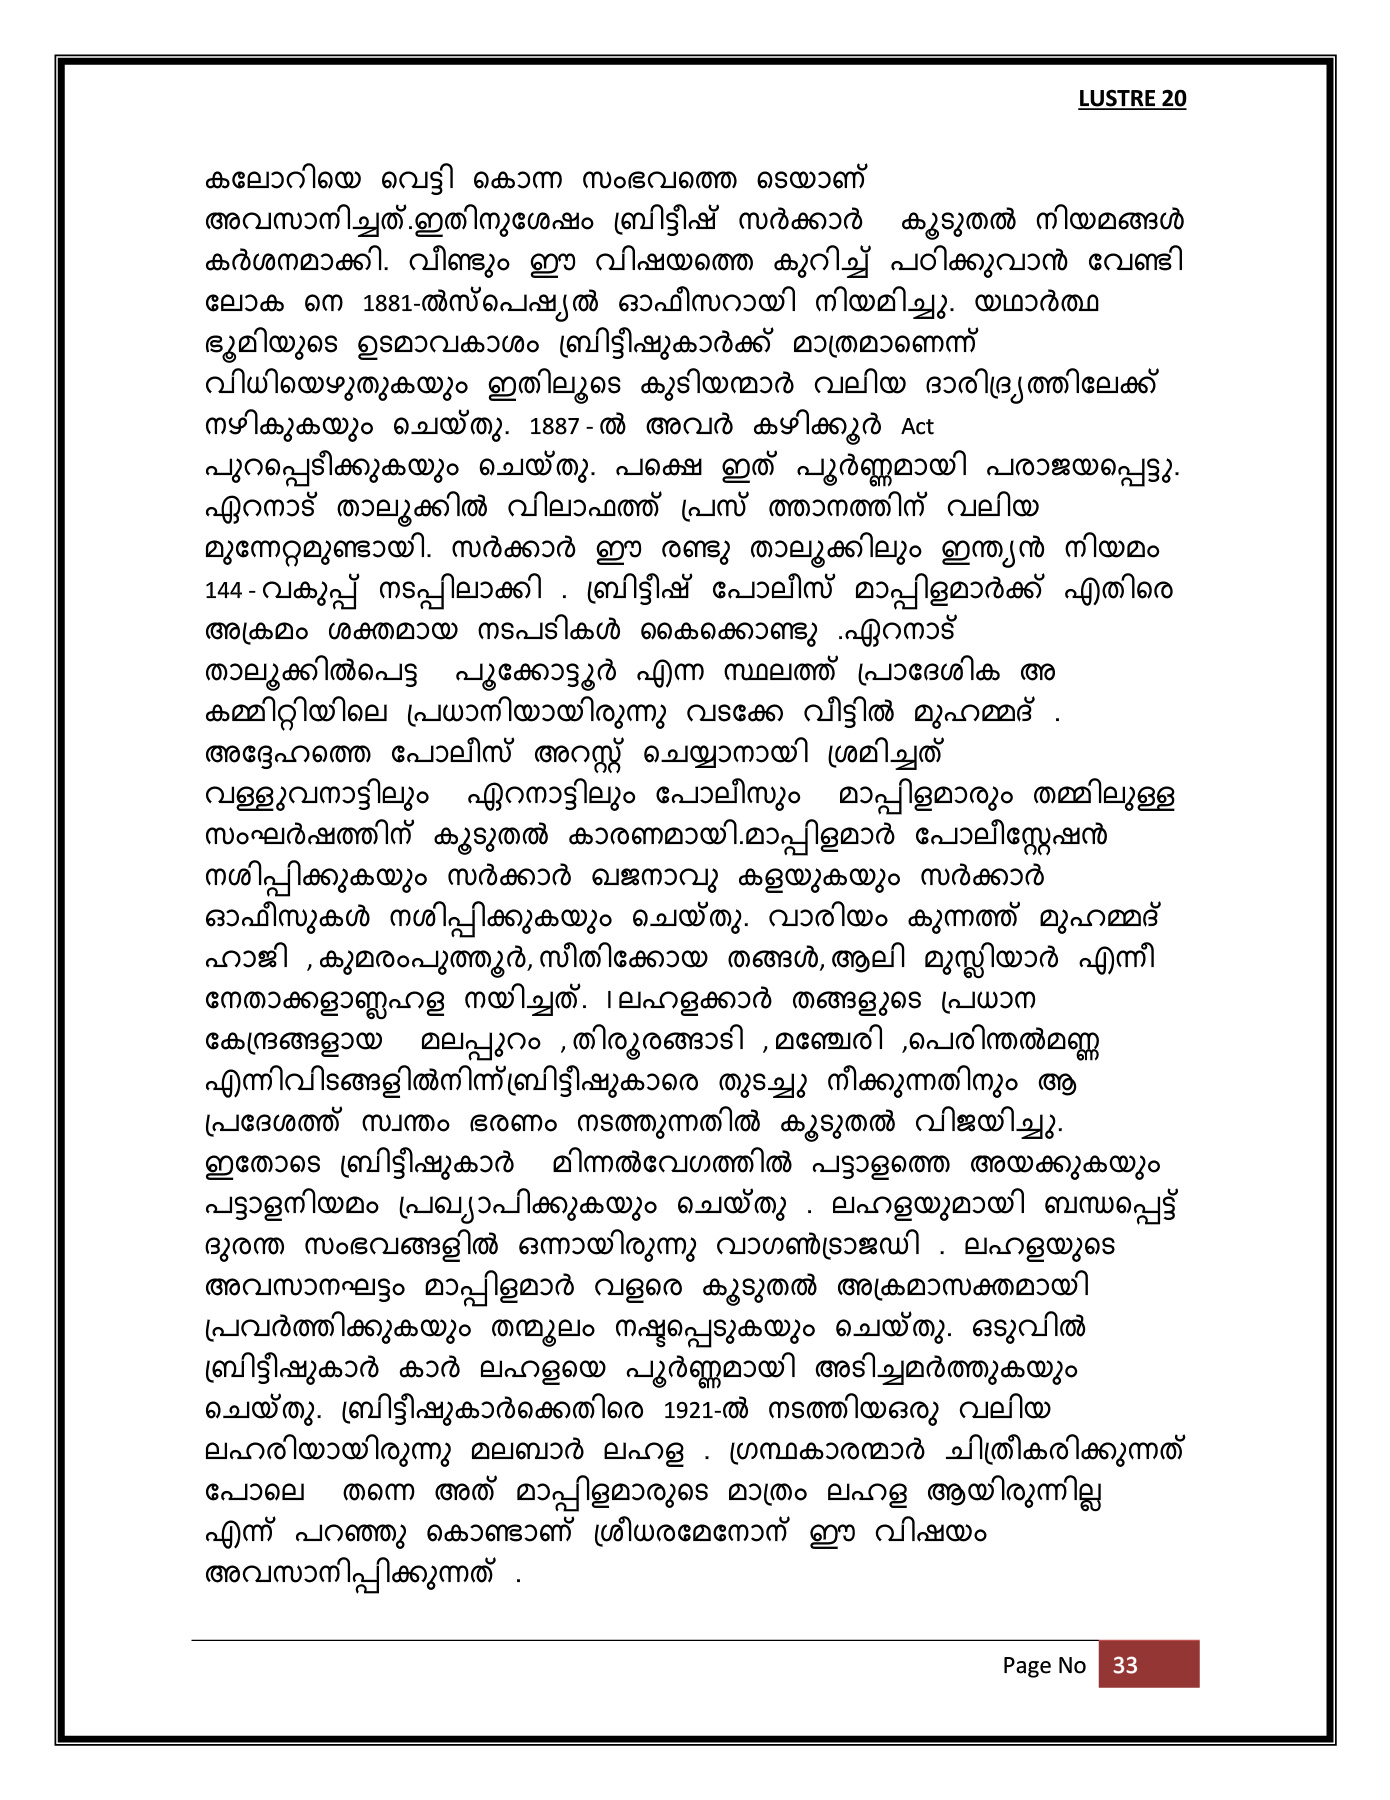 LUSTRE 20
കലോറിയെ വെട്ടി കൊന്ന സംഭവത്തെ ടെയാണ്
അവസാനിച്ചത്.ഇതിനുശേഷം ബ്രിട്ടീഷ് സർക്കാർ കൂടുതൽ നിയമങ്ങൾ
കർശനമാക്കി. വീണ്ടും ഈ വിഷയത്തെ കുറിച്ച് പഠിക്കുവാൻ വേണ്ടി
ലോക നെ 1881-ൽസ്പെഷ്യൽ ഓഫീസറായി നിയമിച്ചു. യഥാർത്ഥ
ഭൂമിയുടെ ഉടമാവകാശം ബ്രിട്ടീഷുകാർക്ക് മാത്രമാണെന്ന്
വിധിയെഴുതുകയും ഇതിലൂടെ കുടിയന്മാർ വലിയ ദാരിദ്ര്യത്തിലേക്ക്
നഴികുകയും ചെയ്തു. 1887 - ൽ അവർ കഴിക്കൂർ Act
പുറപ്പെടീക്കുകയും ചെയ്തു. പക്ഷെ ഇത് പൂർണ്ണമായി പരാജയപ്പെട്ടു.
ഏറനാട് താലൂക്കിൽ വിലാഫത്ത് പ്രസ് ത്താനത്തിന് വലിയ
മുന്നേറ്റമുണ്ടായി. സർക്കാർ ഈ രണ്ടു താലൂക്കിലും ഇന്ത്യൻ നിയമം
144 - വകുപ്പ് നടപ്പിലാക്കി . ബ്രിട്ടീഷ് പോലീസ് മാപ്പിളമാർക്ക് എതിരെ
അക്രമം ശക്തമായ നടപടികൾ കൈക്കൊണ്ടു .ഏറനാട്
താലൂക്കിൽപെട്ട പൂക്കോട്ടൂർ എന്ന സ്ഥലത്ത് പ്രാദേശിക അ
കമ്മിറ്റിയിലെ പ്രധാനിയായിരുന്നു വടക്കേ വീട്ടിൽ മുഹമ്മദ് .
അദ്ദേഹത്തെ പോലീസ് അറസ്റ്റ് ചെയ്യാനായി ശ്രമിച്ചത്
വള്ളുവനാട്ടിലും ഏറനാട്ടിലും പോലീസും മാപ്പിളമാരും തമ്മിലുള്ള
സംഘർഷത്തിന് കൂടുതൽ കാരണമായി.മാപ്പിളമാർ പോലീസ്റ്റേഷൻ
നശിപ്പിക്കുകയും സർക്കാർ ഖജനാവു കളയുകയും സർക്കാർ
ഓഫീസുകൾ നശിപ്പിക്കുകയും ചെയ്തു. വാരിയം കുന്നത്ത് മുഹമ്മദ്
ഹാജി ,കുമരംപുത്തൂർ,സീതിക്കോയ തങ്ങൾ,ആലി മുസ്ലിയാർ എന്നീ
നേതാക്കളാണ്ലഹള നയിച്ചത്. lലഹളക്കാർ തങ്ങളുടെ പ്രധാന
കേന്ദ്രങ്ങളായ മലപ്പുറം ,തിരൂരങ്ങാടി ,മഞ്ചേരി ,പെരിന്തൽമണ്ണ
എന്നിവിടങ്ങളിൽനിന്ന്ബ്രിട്ടീഷുകാരെ തുടച്ചു നീക്കുന്നതിനും ആ
പ്രദേശത്ത് സ്വന്തം ഭരണം നടത്തുന്നതിൽ കൂടുതൽ വിജയിച്ചു.
ഇതോടെ ബ്രിട്ടീഷുകാർ മിന്നൽവേഗത്തിൽ പട്ടാളത്തെ അയക്കുകയും
പട്ടാളനിയമം പ്രഖ്യാപിക്കുകയും ചെയ്തു . ലഹളയുമായി ബന്ധപ്പെട്ട്
ദുരന്ത സംഭവങ്ങളിൽ ഒന്നായിരുന്നു വാഗൺട്രാജഡി . ലഹളയുടെ
അവസാനഘട്ടം മാപ്പിളമാർ വളരെ കൂടുതൽ അക്രമാസക്തമായി
പ്രവർത്തിക്കുകയും തന്മൂലം നഷ്ടപ്പെടുകയും ചെയ്തു. ഒടുവിൽ
ബ്രിട്ടീഷുകാർ കാർ ലഹളയെ പൂർണ്ണമായി അടിച്ചമർത്തുകയും
ചെയ്തു. ബ്രിട്ടീഷുകാർക്കെതിരെ 1921-ൽ നടത്തിയഒരു വലിയ
ലഹരിയായിരുന്നു മലബാർ ലഹള . ഗ്രന്ഥകാരന്മാർ ചിത്രീകരിക്കുന്നത്
പോലെ തന്നെ അത് മാപ്പിളമാരുടെ മാത്രം ലഹള ആയിരുന്നില്ല
എന്ന് പറഞ്ഞു കൊണ്ടാണ് ശ്രീധരമേനോന് ഈ വിഷയം
അവസാനിപ്പിക്കുന്നത് .
Page No 33